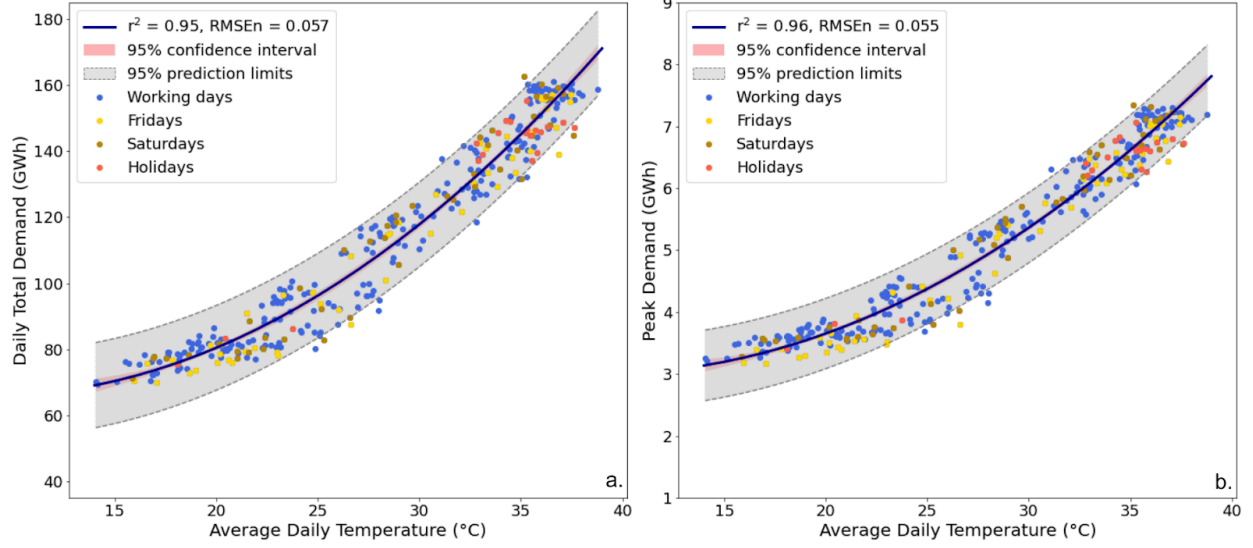 r² = 0.95, RMSEn = 0.057
95% confidence interval
95% prediction limits
Working days
Fridays
Saturdays
Holidays
180
160
140
120
100
80
60
40
Daily Total Demand (GWh)
15
20
25
30
35
40
Average Daily Temperature (°C)
a.
r² = 0.96, RMSEn = 0.055
95% confidence interval
95% prediction limits
Working days
Fridays
Saturdays
Holidays
9
8
7
6
5
4
3
2
1
Peak Demand (GWh)
15
20
25
30
35
40
Average Daily Temperature (°C)
b.